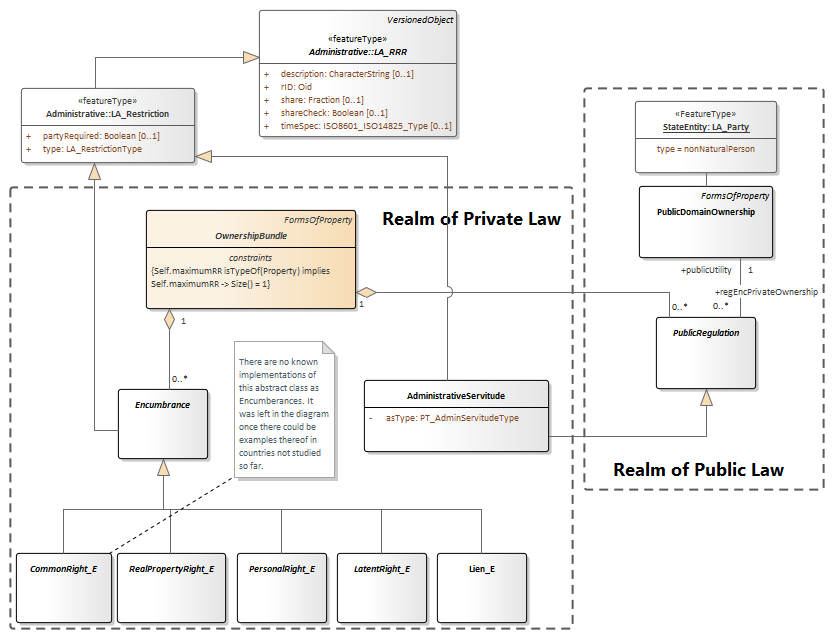 VersionedObject
«featureType»
Administrative::LA_RRR
+ description: CharacterString [0..1]
+ rID: Oid
+ share: Fraction [0..1]
+ shareCheck: Boolean [0..1]
+ timeSpec: ISO8601_ISO14825_Type [0..1]
«featureType»
Administrative::LA_Restriction
+ partyRequired: Boolean [0..1]
+ type: LA_RestrictionType
«FeatureType»
StateEntity: LA_Party
type = nonNaturalPerson
Realm of Private Law
FormsOfProperty
OwnershipBundle
constraints
{Self.maximumRR isTypeOf(Property) implies
Self.maximumRR -> Size() = 1}
1
1
0..*
FormsOfProperty
PublicDomainOwnership
+publicUtility 1
+regEncPrivateOwnership
0..*
0..*
PublicRegulation
There are no known
implementations of
this abstract class as
Encumberances. It
was left in the diagram
once there could be
examples thereof in
countries not studied
so far.
Encumbrance
AdministrativeServitude
- asType: PT_AdminServitudeType
Realm of Public Law
CommonRight_E
RealPropertyRight_E
PersonalRight_E
LatentRight_E
Lien_E